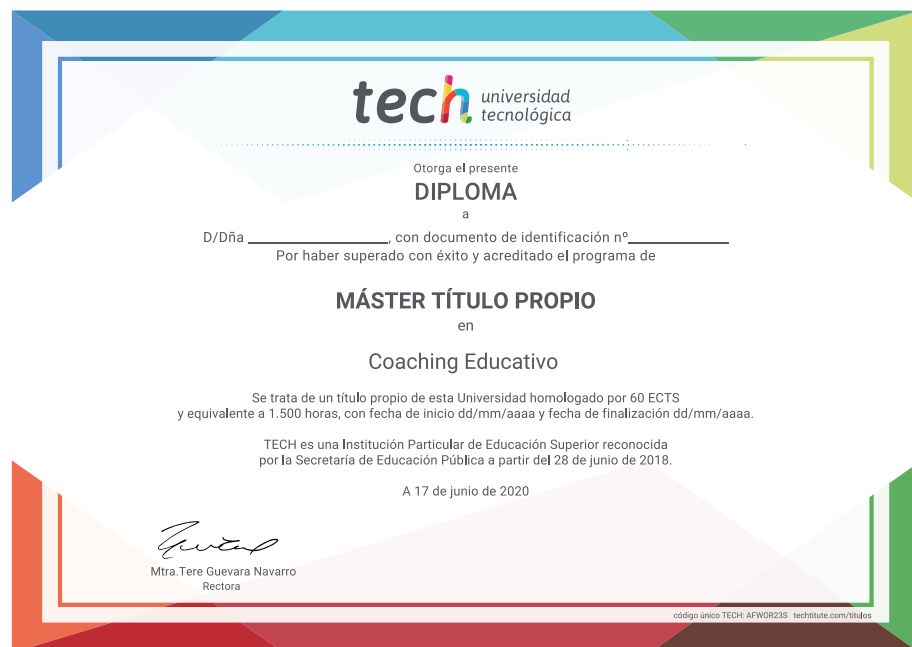 tech universidad
tecnológica
Otorga el presente
DIPLOMA
a
D/Dña ____________________, con documento de identificación nº______________
Por haber superado con éxito y acreditado el programa de
MÁSTER TÍTULO PROPIO
en
Coaching Educativo
Se trata de un título propio de esta Universidad homologado por 60 ECTS
y equivalente a 1.500 horas, con fecha de inicio dd/mm/aaaa y fecha de finalización dd/mm/aaaa.
TECH es una Institución Particular de Educación Superior reconocida
por la Secretaría de Educación Pública a partir del 28 de junio de 2018.
A 17 de junio de 2020
Mtra.Tere Guevara Navarro
Rectora
código único TECH: AFWOR23S techtitute.com/titulos